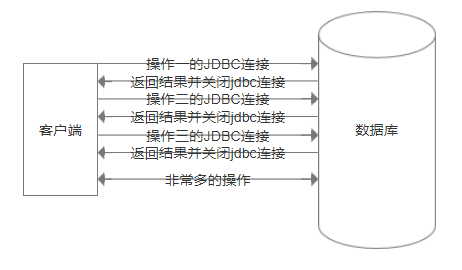 操作一的JDBC连接
返回结果并关闭jdbc连接
操作二的JDBC连接
客户端
返回结果并关闭jdbc连接
数据库
操作三的JDBC连接
返回结果并关闭jdbc连接
非常多的操作